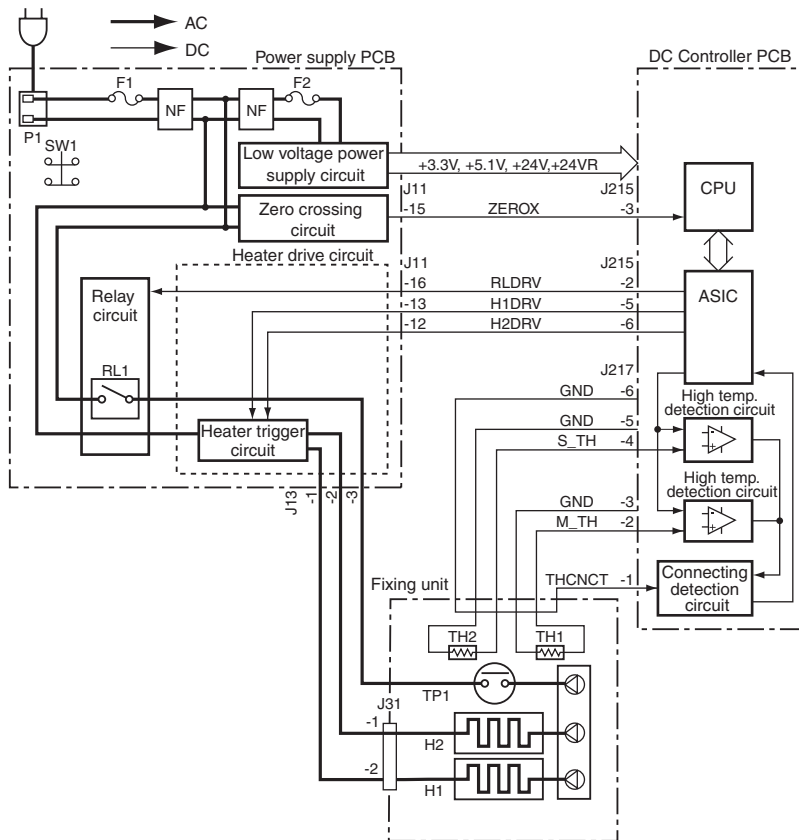 AC
DC
Power supply PCB
DC Controller PCB
F1
F2
NF
NF
P1
SW1
Low voltage power
supply circuit
+3.3V, +5.1V, +24V,+24VR
CPU
J11
J215
Zero crossing
circuit
-15
ZEROX
-3
Heater drive circuit
J11
J215
Relay
circuit
-16
RLDRV
-2
ASIC
-13
H1DRV
-5
-12
H2DRV
-6
RL1
J217
GND
-6
High temp.
detection circuit
GND
-5
Heater trigger
circuit
S_TH
-4
-
+
High temp.
detection circuit
J13
-1
-2
-3
GND
-3
M_TH
-2
-
+
Fixing unit
THCNCT
-1
Connecting
detection
circuit
TH2
TH1
TP1
J31
-1
H2
-2
H1